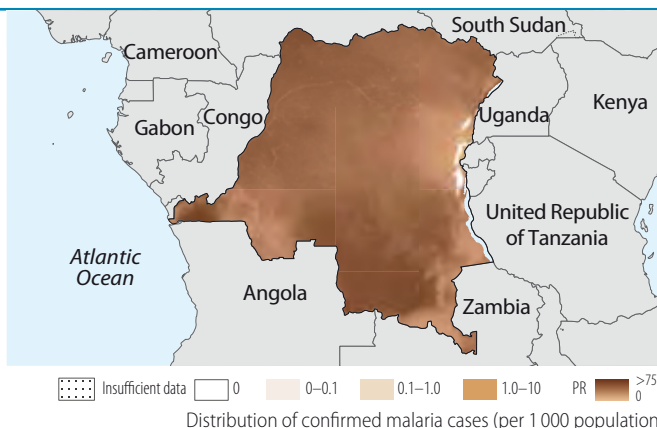 South Sudan
Cameroon
Uganda
Kenya
Gabon
Congo
United Republic
of Tanzania
Atlantic
Ocean
Angola
Zambia
Insufficient data 0 0–0.1 0.1–1.0 1.0–10 PR >75
0
Distribution of confirmed malaria cases (per 1 000 population